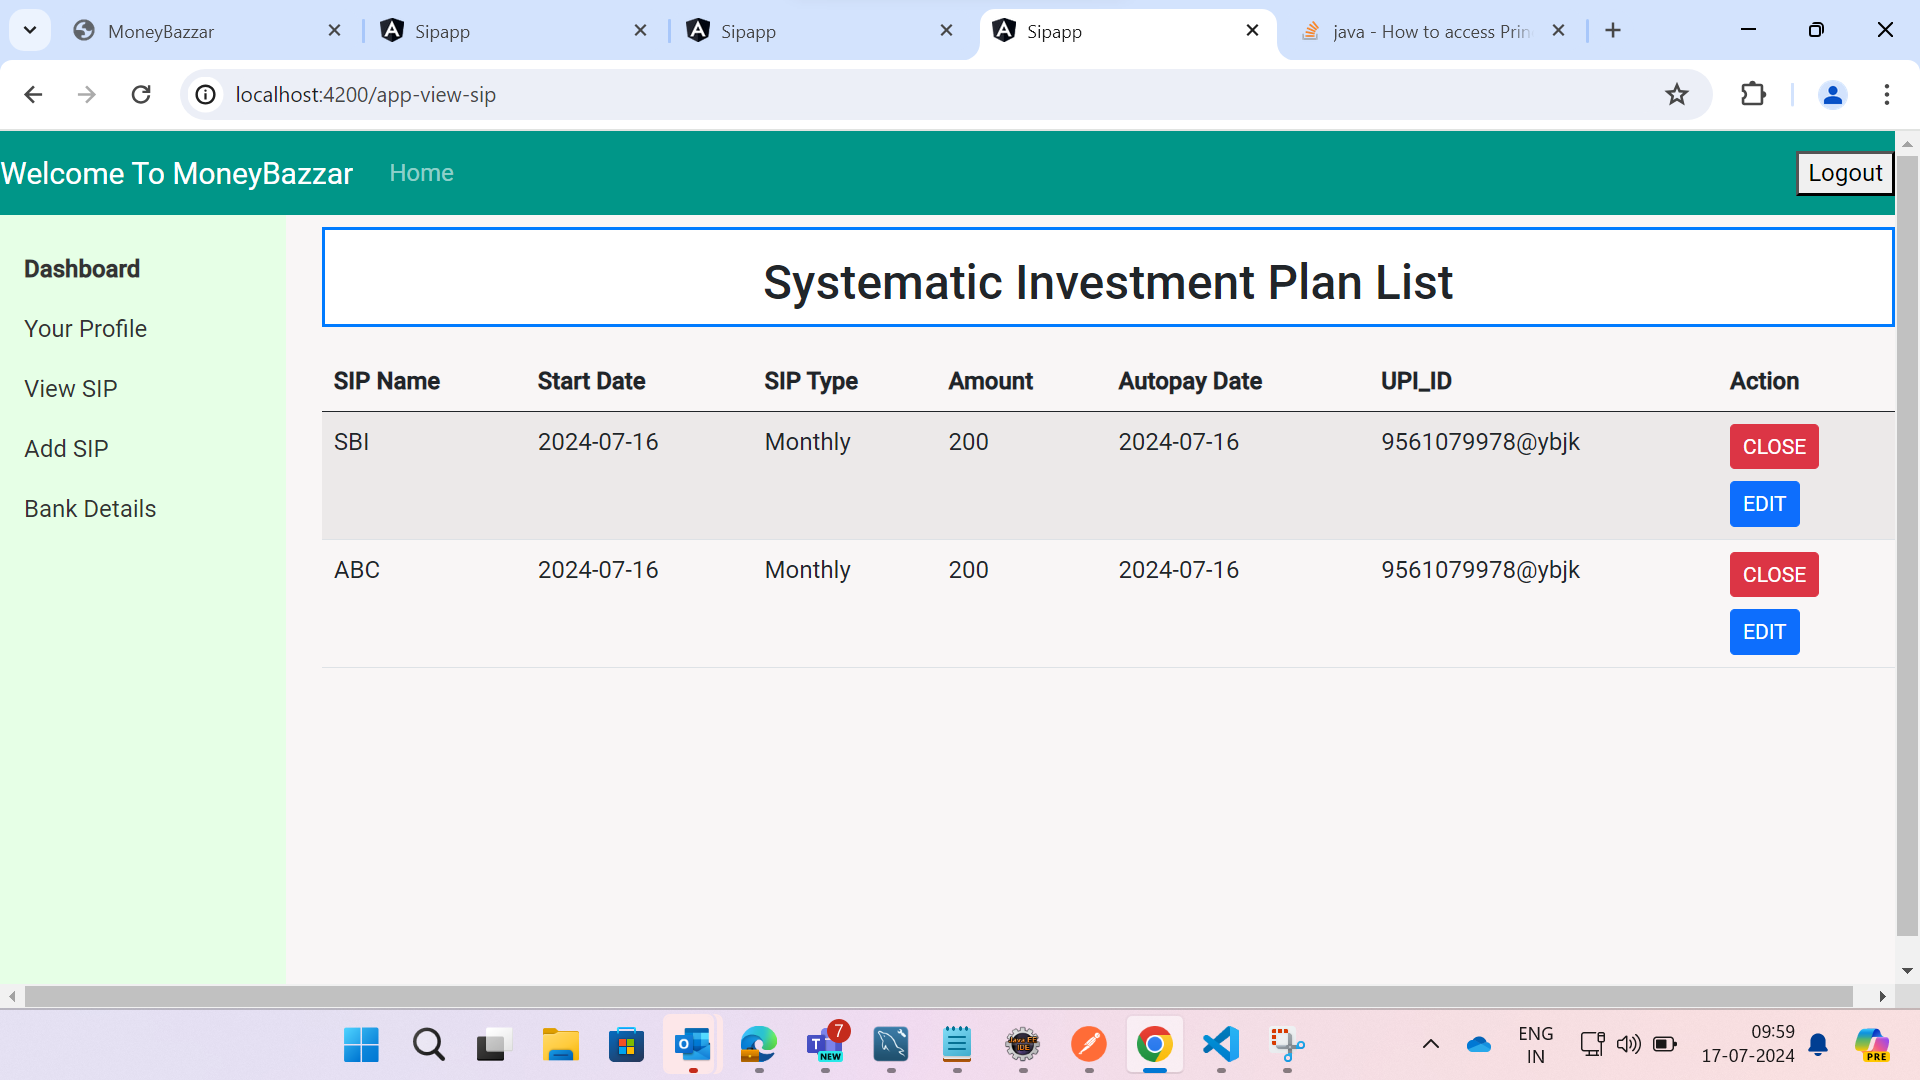 MoneyBazzar
Sipapp
Sipapp
Sipapp
java - How to access Prin
localhost:4200/app-view-sip
Welcome To MoneyBazzar
Home
Logout
Dashboard
Your Profile
View SIP
Add SIP
Bank Details
Systematic Investment Plan List
SIP Name Start Date SIP Type Amount Autopay Date UPI_ID Action
SBI 2024-07-16 Monthly 200 2024-07-16 9561079978@ybjk CLOSE
EDIT
ABC 2024-07-16 Monthly 200 2024-07-16 9561079978@ybjk CLOSE
EDIT
7
NEW
Java EE
IDE
ENG
IN
09:59
17-07-2024
PRE